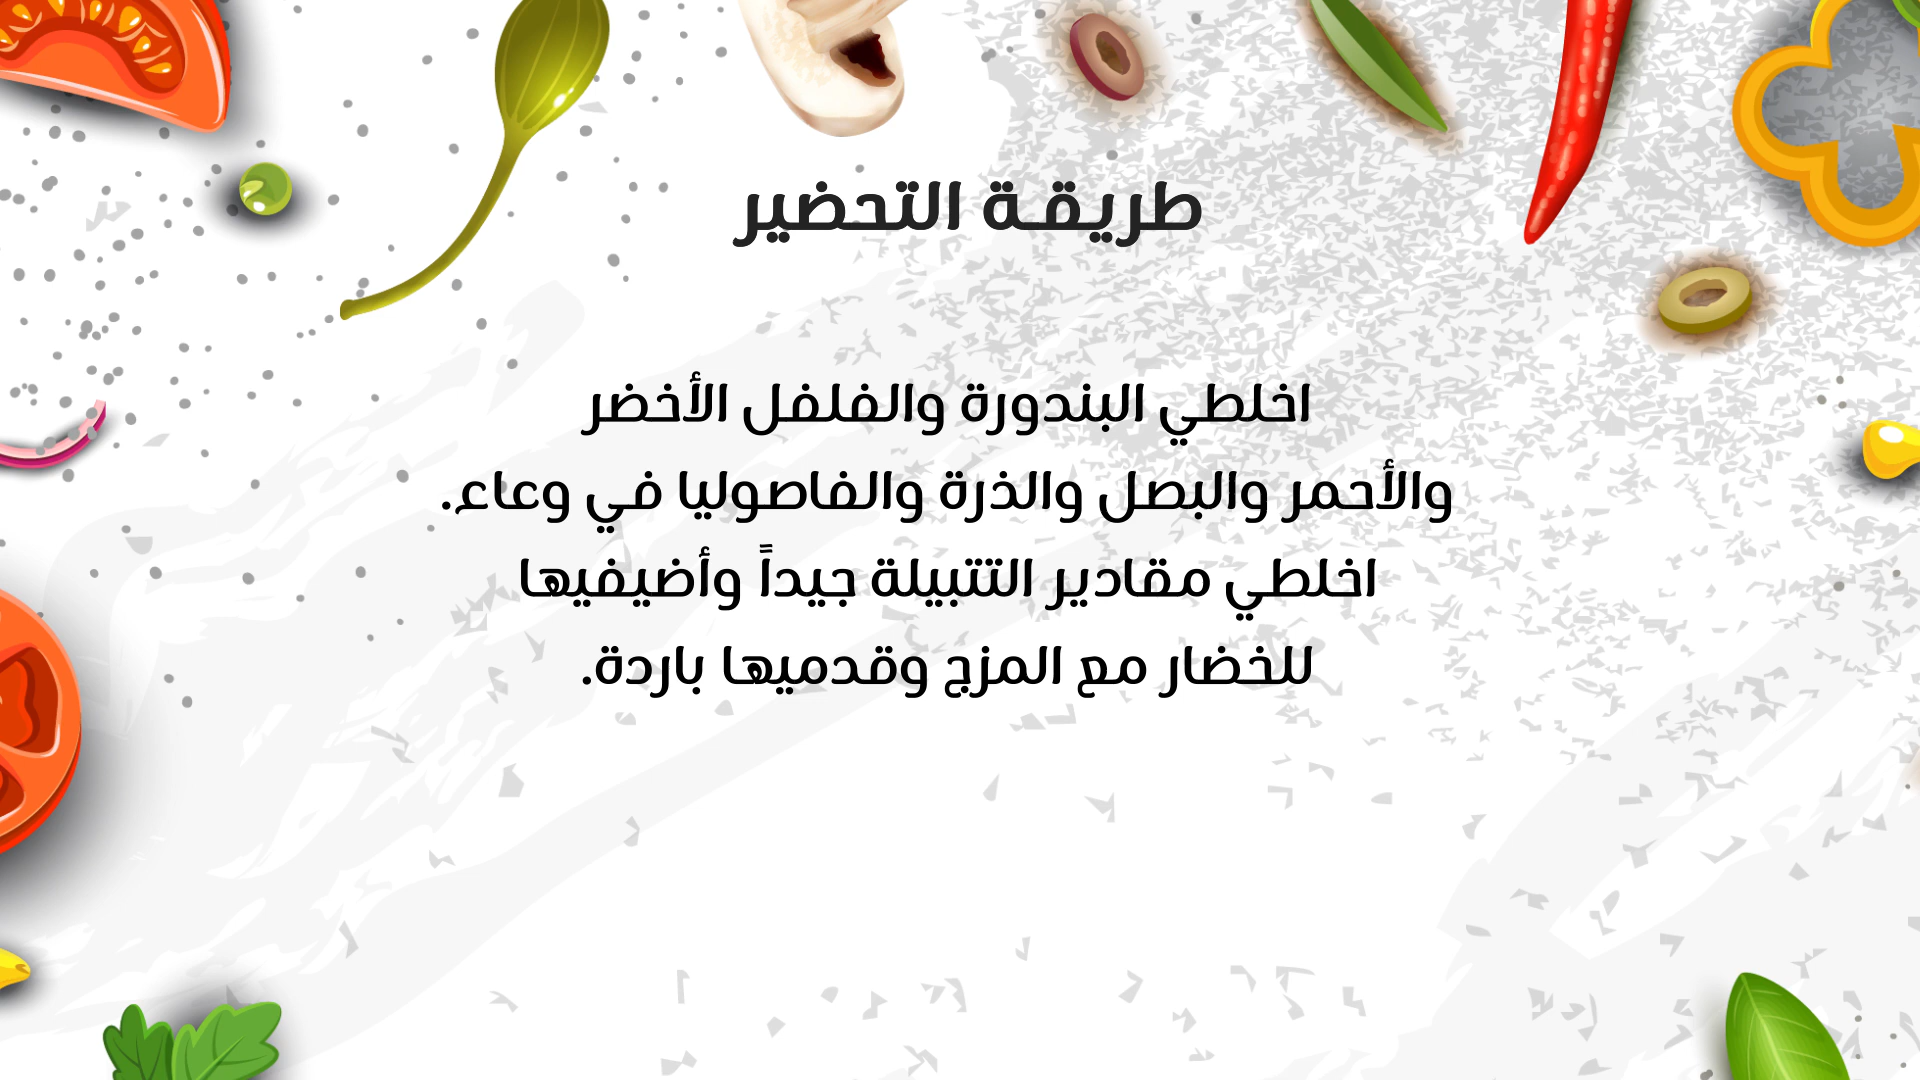 طريقة التحضير
اخلطي البندورة والفلفل الأخضر
والأحمر والبصل والذرة والفاصوليا في وعاء.
اخلطي مقادير التتبيلة جيداً وأضيفيها
للخضار مع المزج وقدميها باردة.